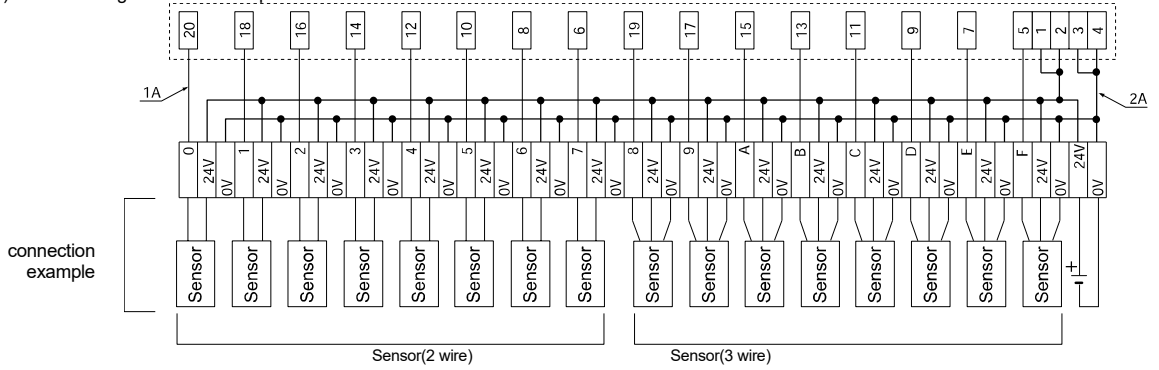 20 18 16 14 12 10 8 6 19 17 15 13 11 9 7 5 1 2 3 4
1A
2A
0 24V 0V 1 24V 0V 2 24V 0V 3 24V 0V 4 24V 0V 5 24V 0V 6 24V 0V 7 24V 0V 8 24V 0V 9 24V 0V A 24V 0V B 24V 0V C 24V 0V D 24V 0V E 24V 0V F 24V 0V 24V 0V
connection
example
Sensor Sensor Sensor Sensor Sensor Sensor Sensor Sensor Sensor Sensor Sensor Sensor Sensor Sensor Sensor Sensor
+
Sensor(2 wire) Sensor(3 wire)